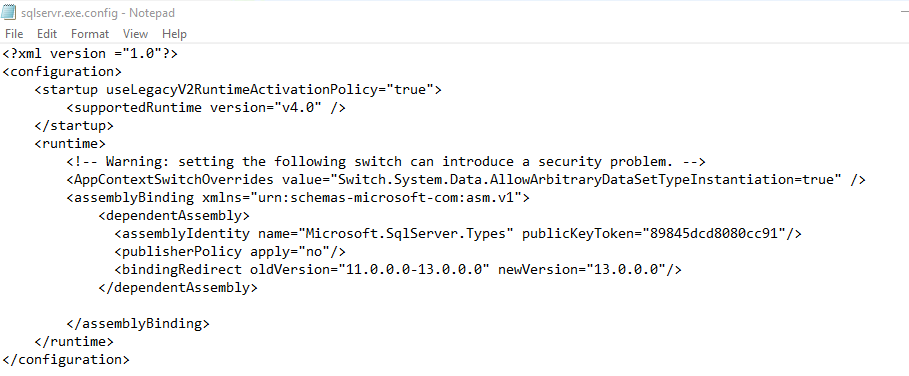 sqlservr.exe.config - Notepad
File Edit Format View Help
<?xml version ="1.0"?>
<configuration>
    <startup useLegacyV2RuntimeActivationPolicy="true">
        <supportedRuntime version="v4.0" />
    </startup>
    <runtime>
        <!-- Warning: setting the following switch can introduce a security problem. -->
        <AppContextSwitchOverrides value="Switch.System.Data.AllowArbitraryDataSetTypeInstantiation=true" />
        <assemblyBinding xmlns="urn:schemas-microsoft-com:asm.v1">
            <dependentAssembly>
              <assemblyIdentity name="Microsoft.SqlServer.Types" publicKeyToken="89845dcd8080cc91"/>
              <publisherPolicy apply="no"/>
              <bindingRedirect oldVersion="11.0.0.0-13.0.0.0" newVersion="13.0.0.0"/>
            </dependentAssembly>

        </assemblyBinding>
    </runtime>
</configuration>